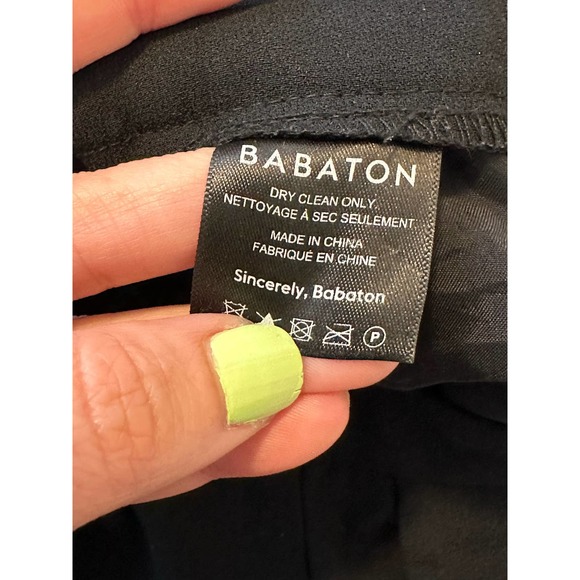 BABATON
DRY CLEAN ONLY.
NETTOYAGE À SEC SEULEMENT
MADE IN CHINA
FABRIQUÉ EN CHINE
Sincerely, Babaton
P